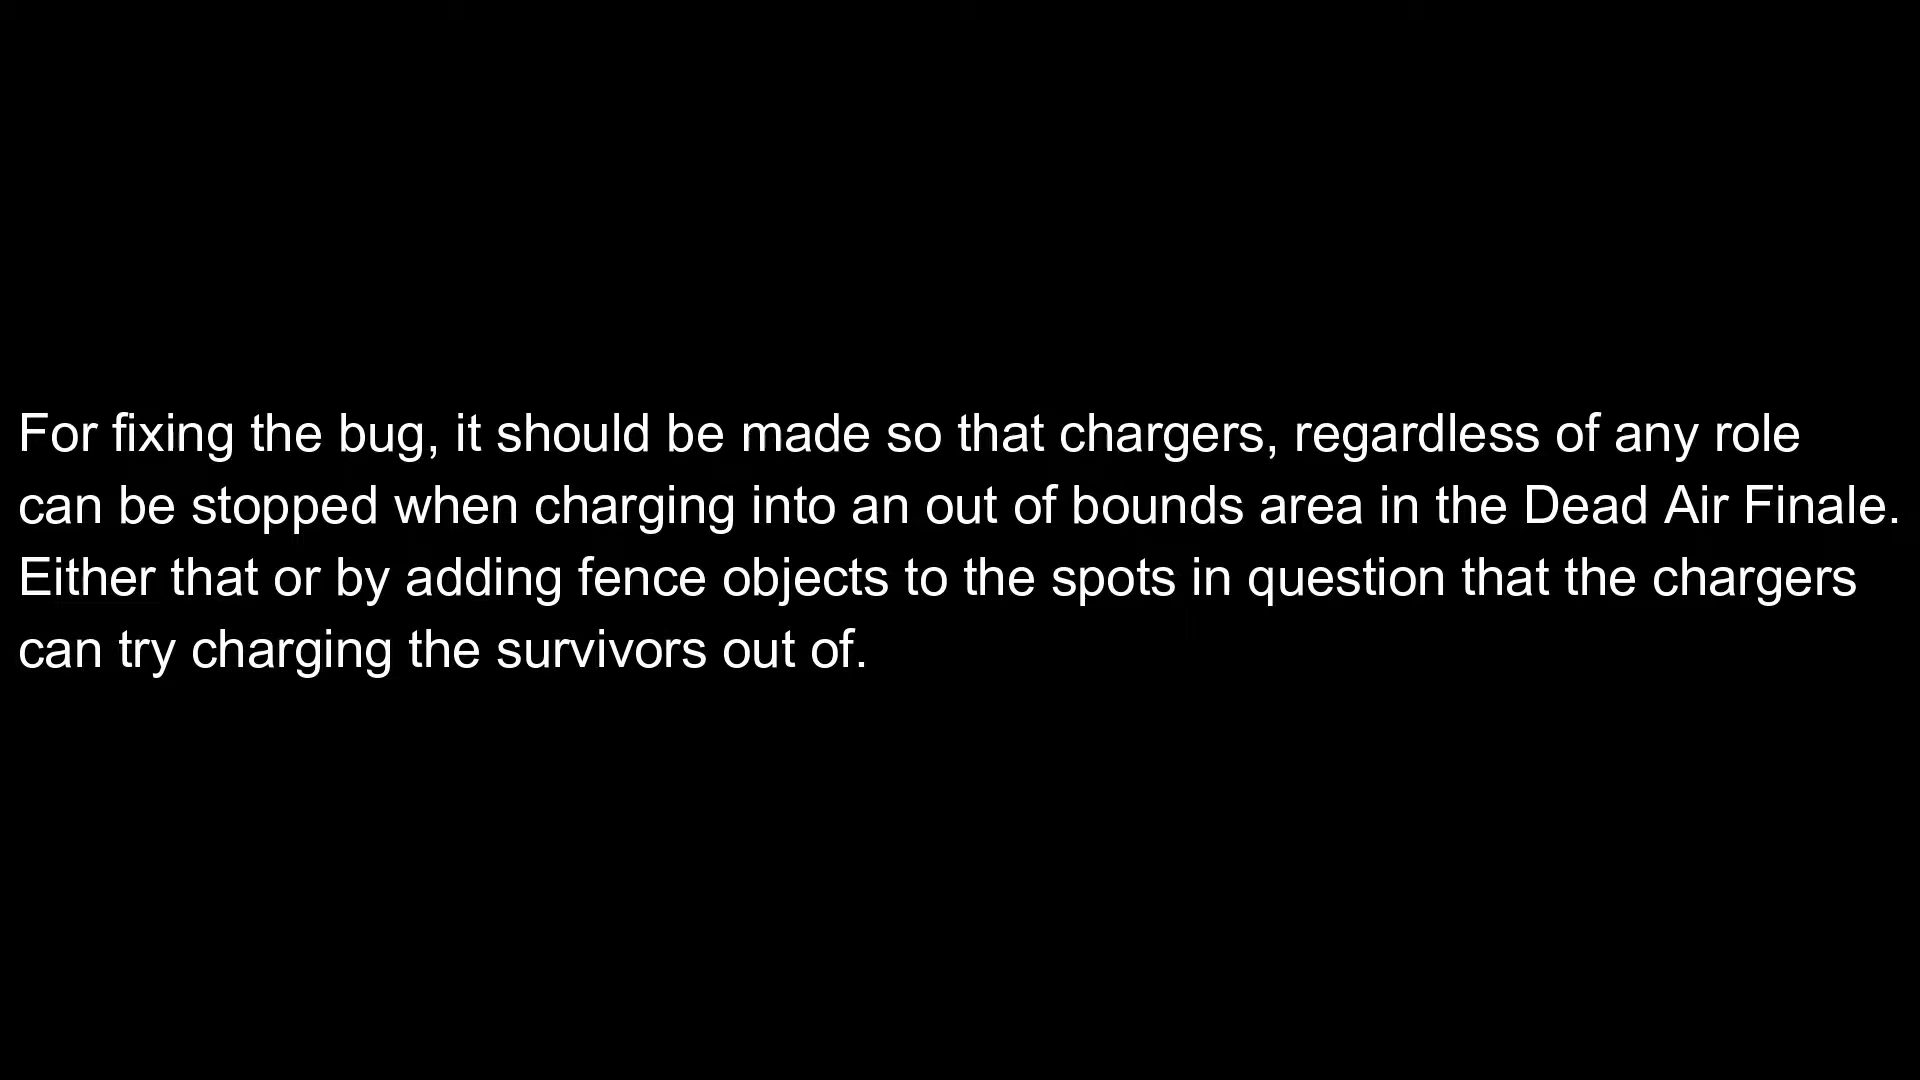 For fixing the bug, it should be made so that chargers, regardless of any role
can be stopped when charging into an out of bounds area in the Dead Air Finale.
Either that or by adding fence objects to the spots in question that the chargers
can try charging the survivors out of.